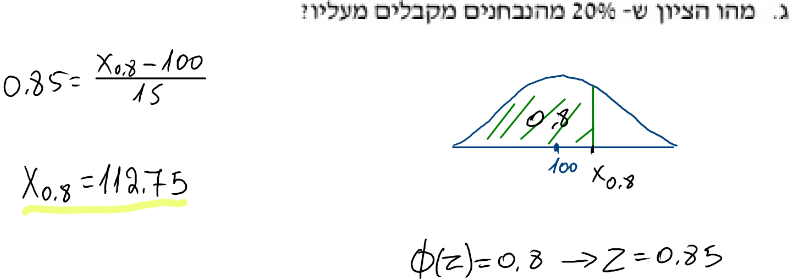 ג. מהו הציון ש- 20% מהנבחנים מקבלים מעליו?
0.85 = (x₀.₈ - 100) / 15
0.8
100 x₀.₈
x₀.₈ = 112.75
ϕ(z) = 0.8 → z = 0.85